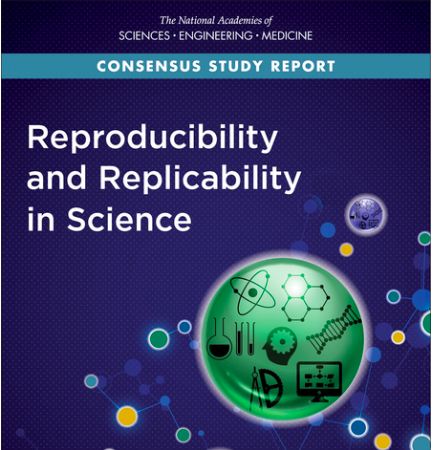 The National Academies of
SCIENCES • ENGINEERING • MEDICINE
CONSENSUS STUDY REPORT
Reproducibility
and Replicability
in Science